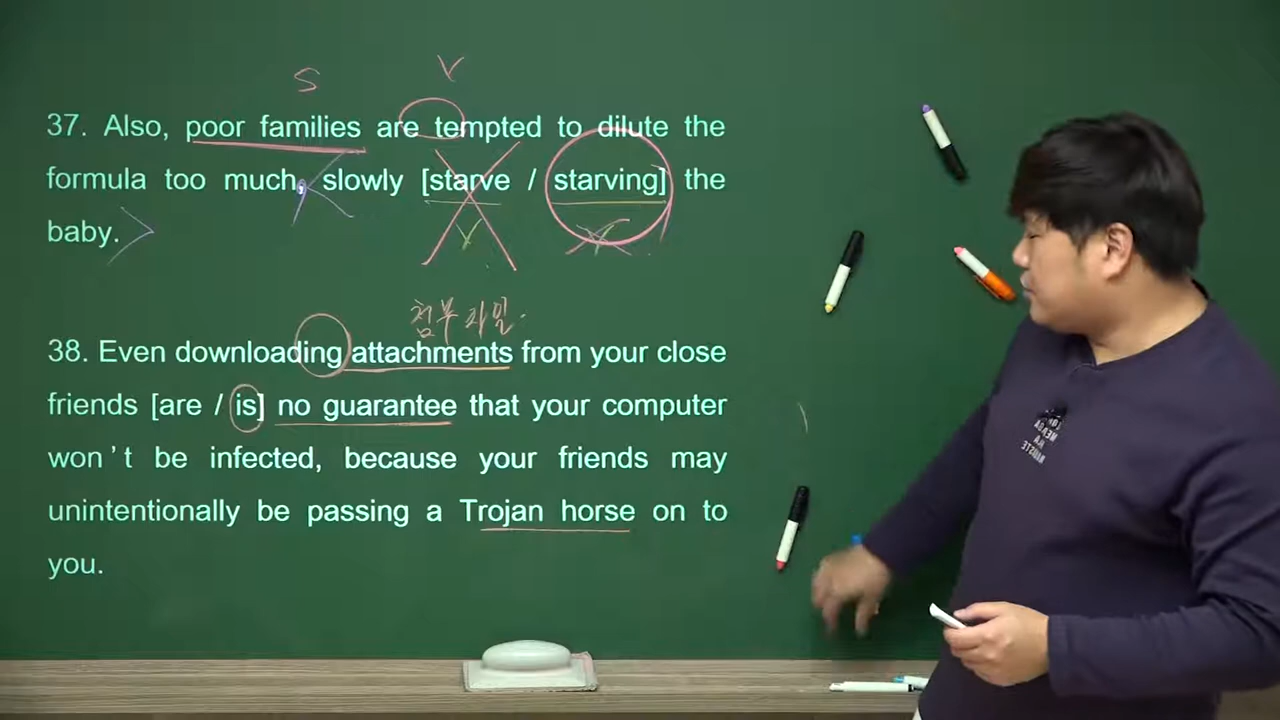 S V
37. Also, poor families are tempted to dilute the
formula too much, slowly [starve / starving] the
baby.
첨부 파일.
38. Even downloading attachments from your close
friends [are / is] no guarantee that your computer
won't be infected, because your friends may
unintentionally be passing a Trojan horse on to
you.